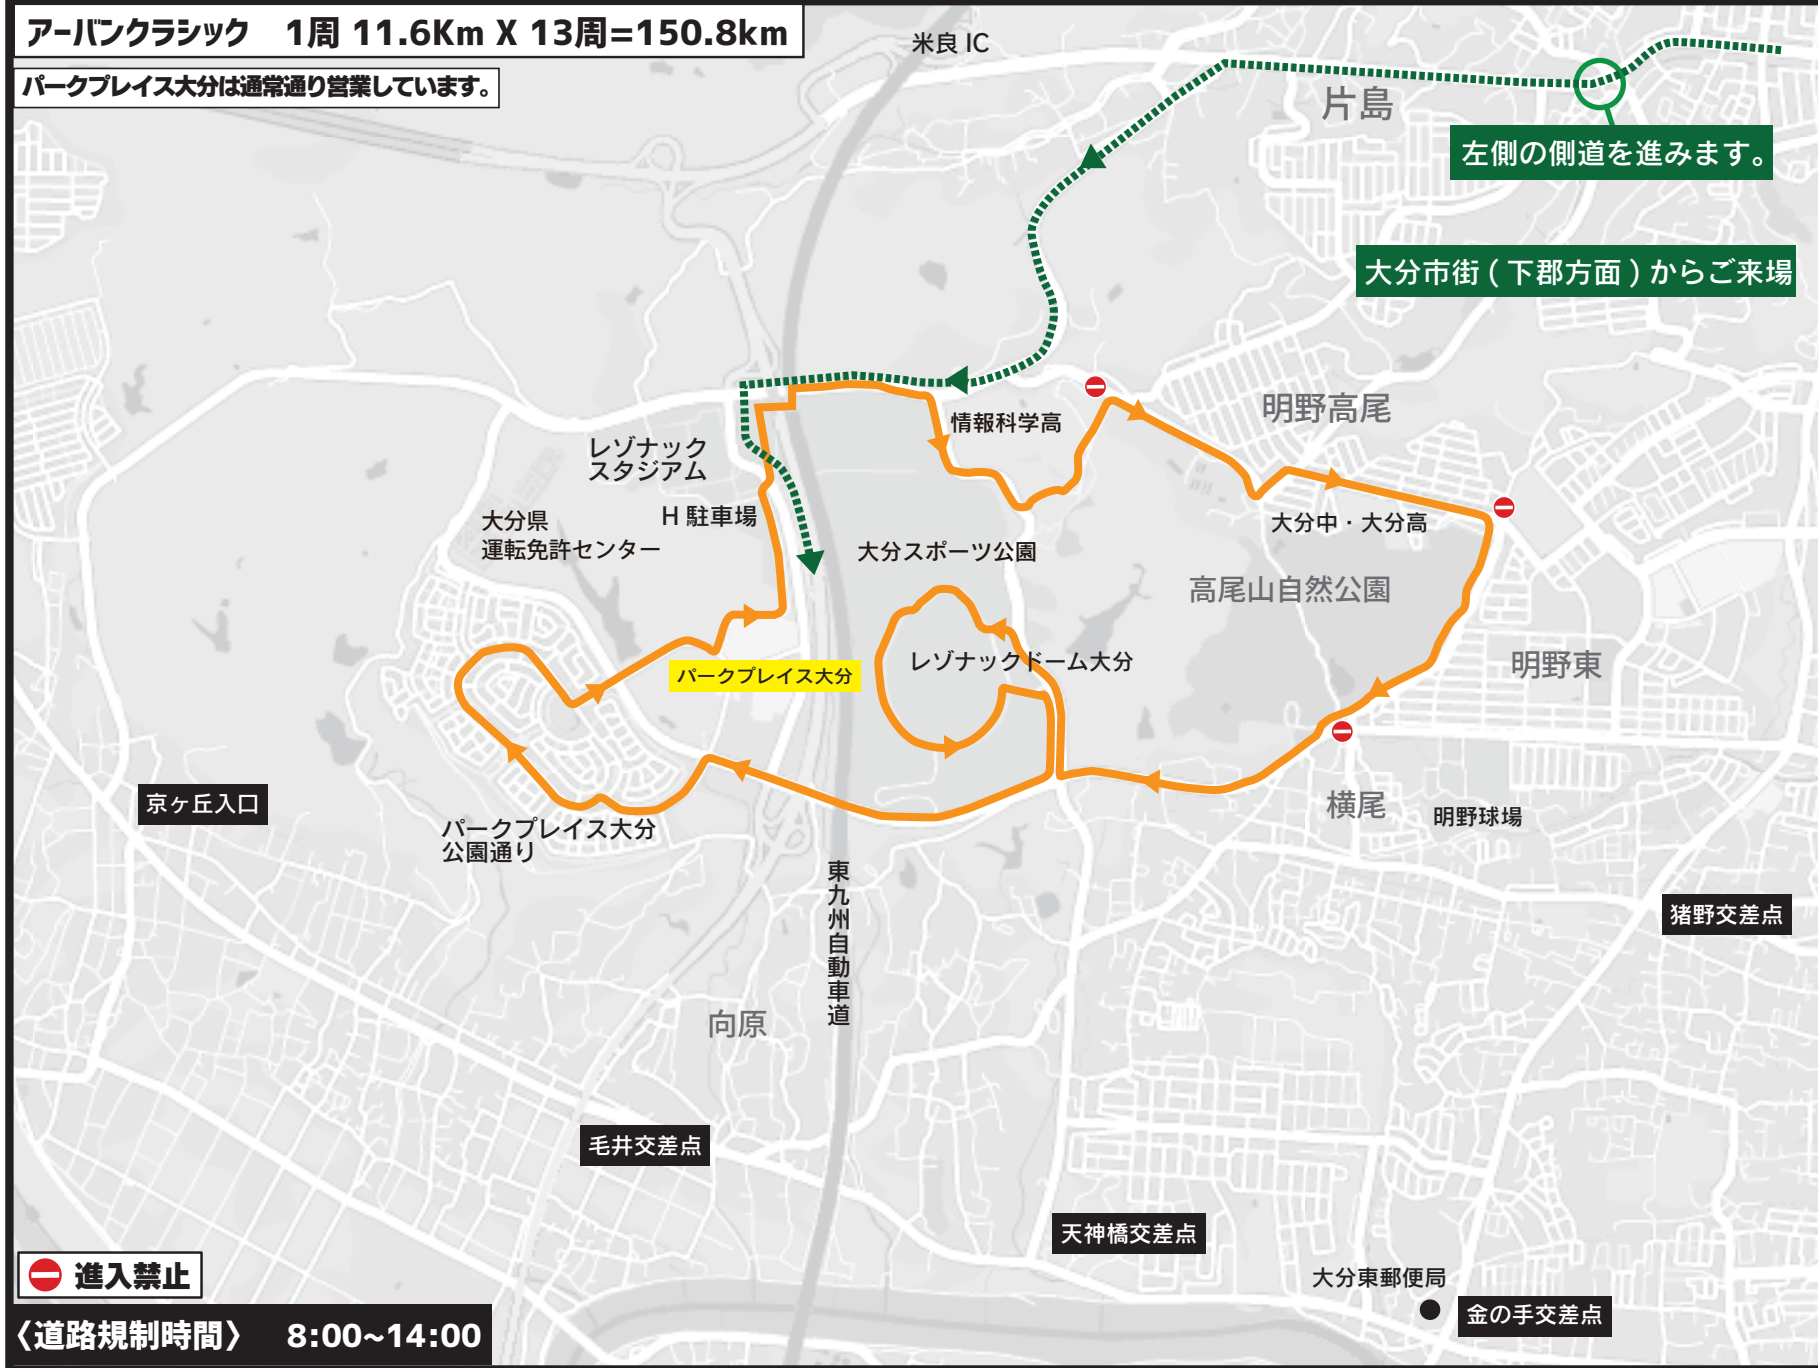 アーバンクラシック　1周 11.6Km X 13周=150.8km
パークプレイス大分は通常通り営業しています。
米良 IC
片島
左側の側道を進みます。
大分市街 ( 下郡方面 ) からご来場
明野高尾
情報科学高
レゾナック
スタジアム
H 駐車場
大分県
運転免許センター
大分スポーツ公園
大分中・大分高
高尾山自然公園
レゾナックドーム大分
パークプレイス大分
明野東
京ヶ丘入口
パークプレイス大分
公園通り
横尾
明野球場
東九州自動車道
猪野交差点
向原
毛井交差点
天神橋交差点
大分東郵便局
金の手交差点
進入禁止
〈道路規制時間〉　8:00~14:00